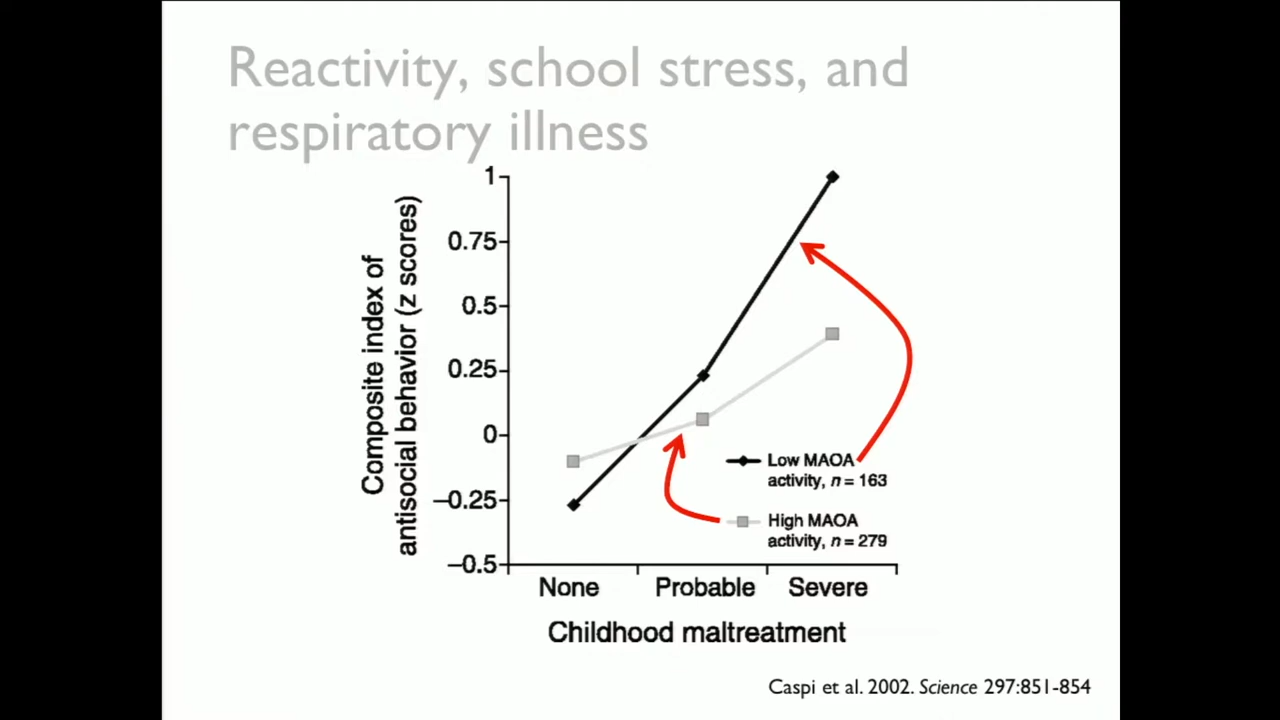 Reactivity, school stress, and
respiratory illness
Composite index of
antisocial behavior (z scores)
1
0.75
0.5
0.25
0
−0.25
−0.5
Low MAOA
activity, n = 163
High MAOA
activity, n = 279
None Probable Severe
Childhood maltreatment
Caspi et al. 2002. Science 297:851-854